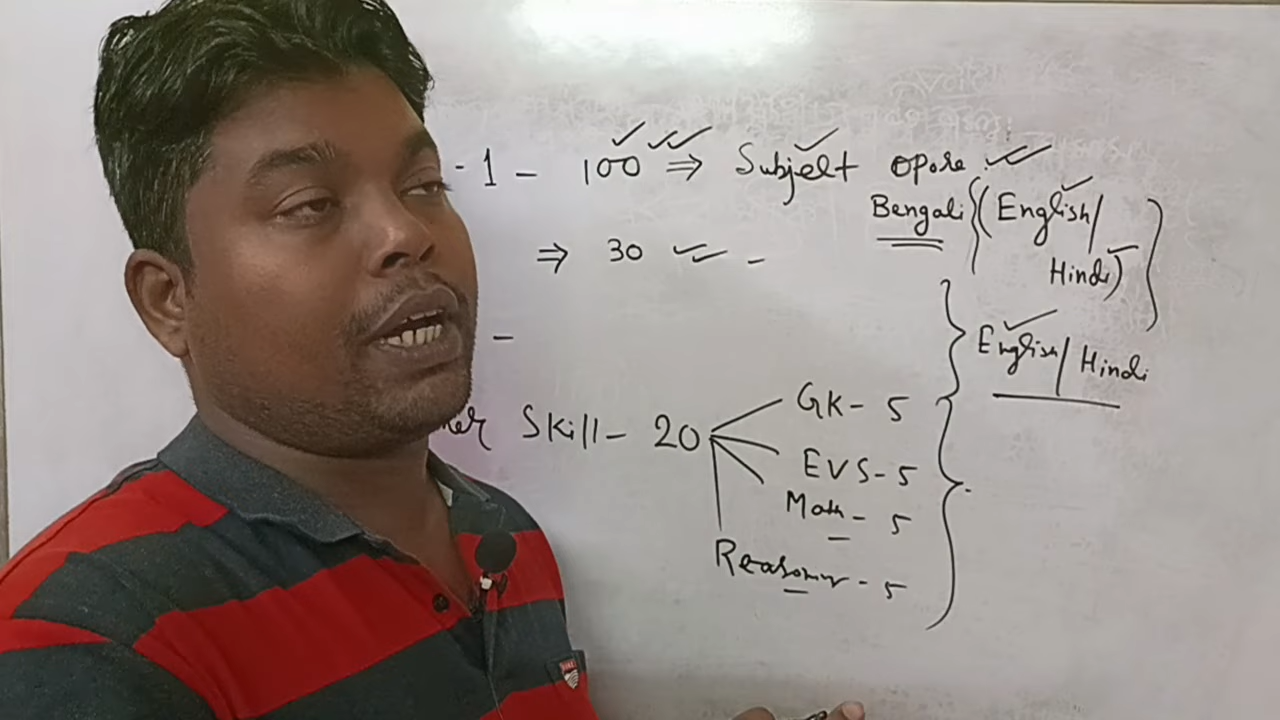 - 1 - 100 ⇒ Subject opore
Bengali { (English/
Hindi)
⇒ 30 -
-
English/Hindi
Skill - 20
GK - 5
EVS - 5
Math - 5
Reasoning - 5